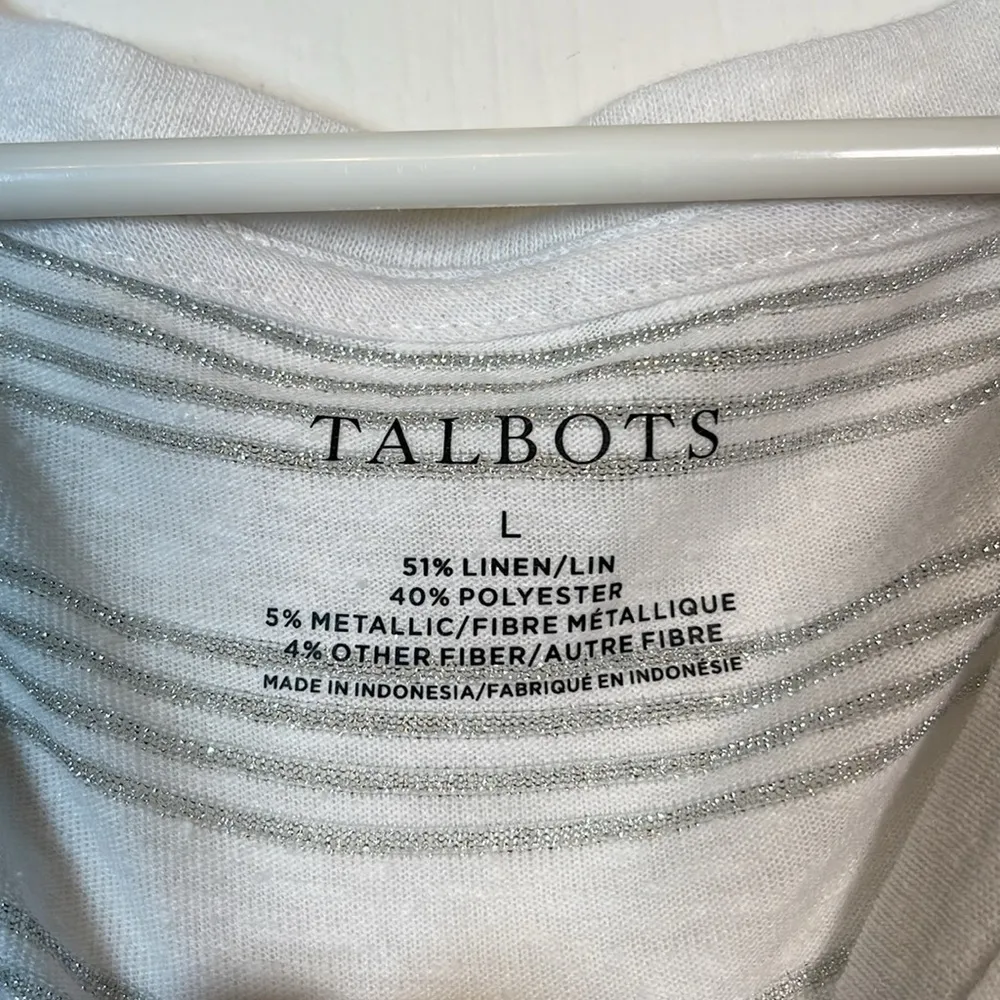 TALBOTS
L
51% LINEN/LIN
40% POLYESTER
5% METALLIC/FIBRE MÉTALLIQUE
4% OTHER FIBER/AUTRE FIBRE
MADE IN INDONESIA/FABRIQUÉ EN INDONÉSIE